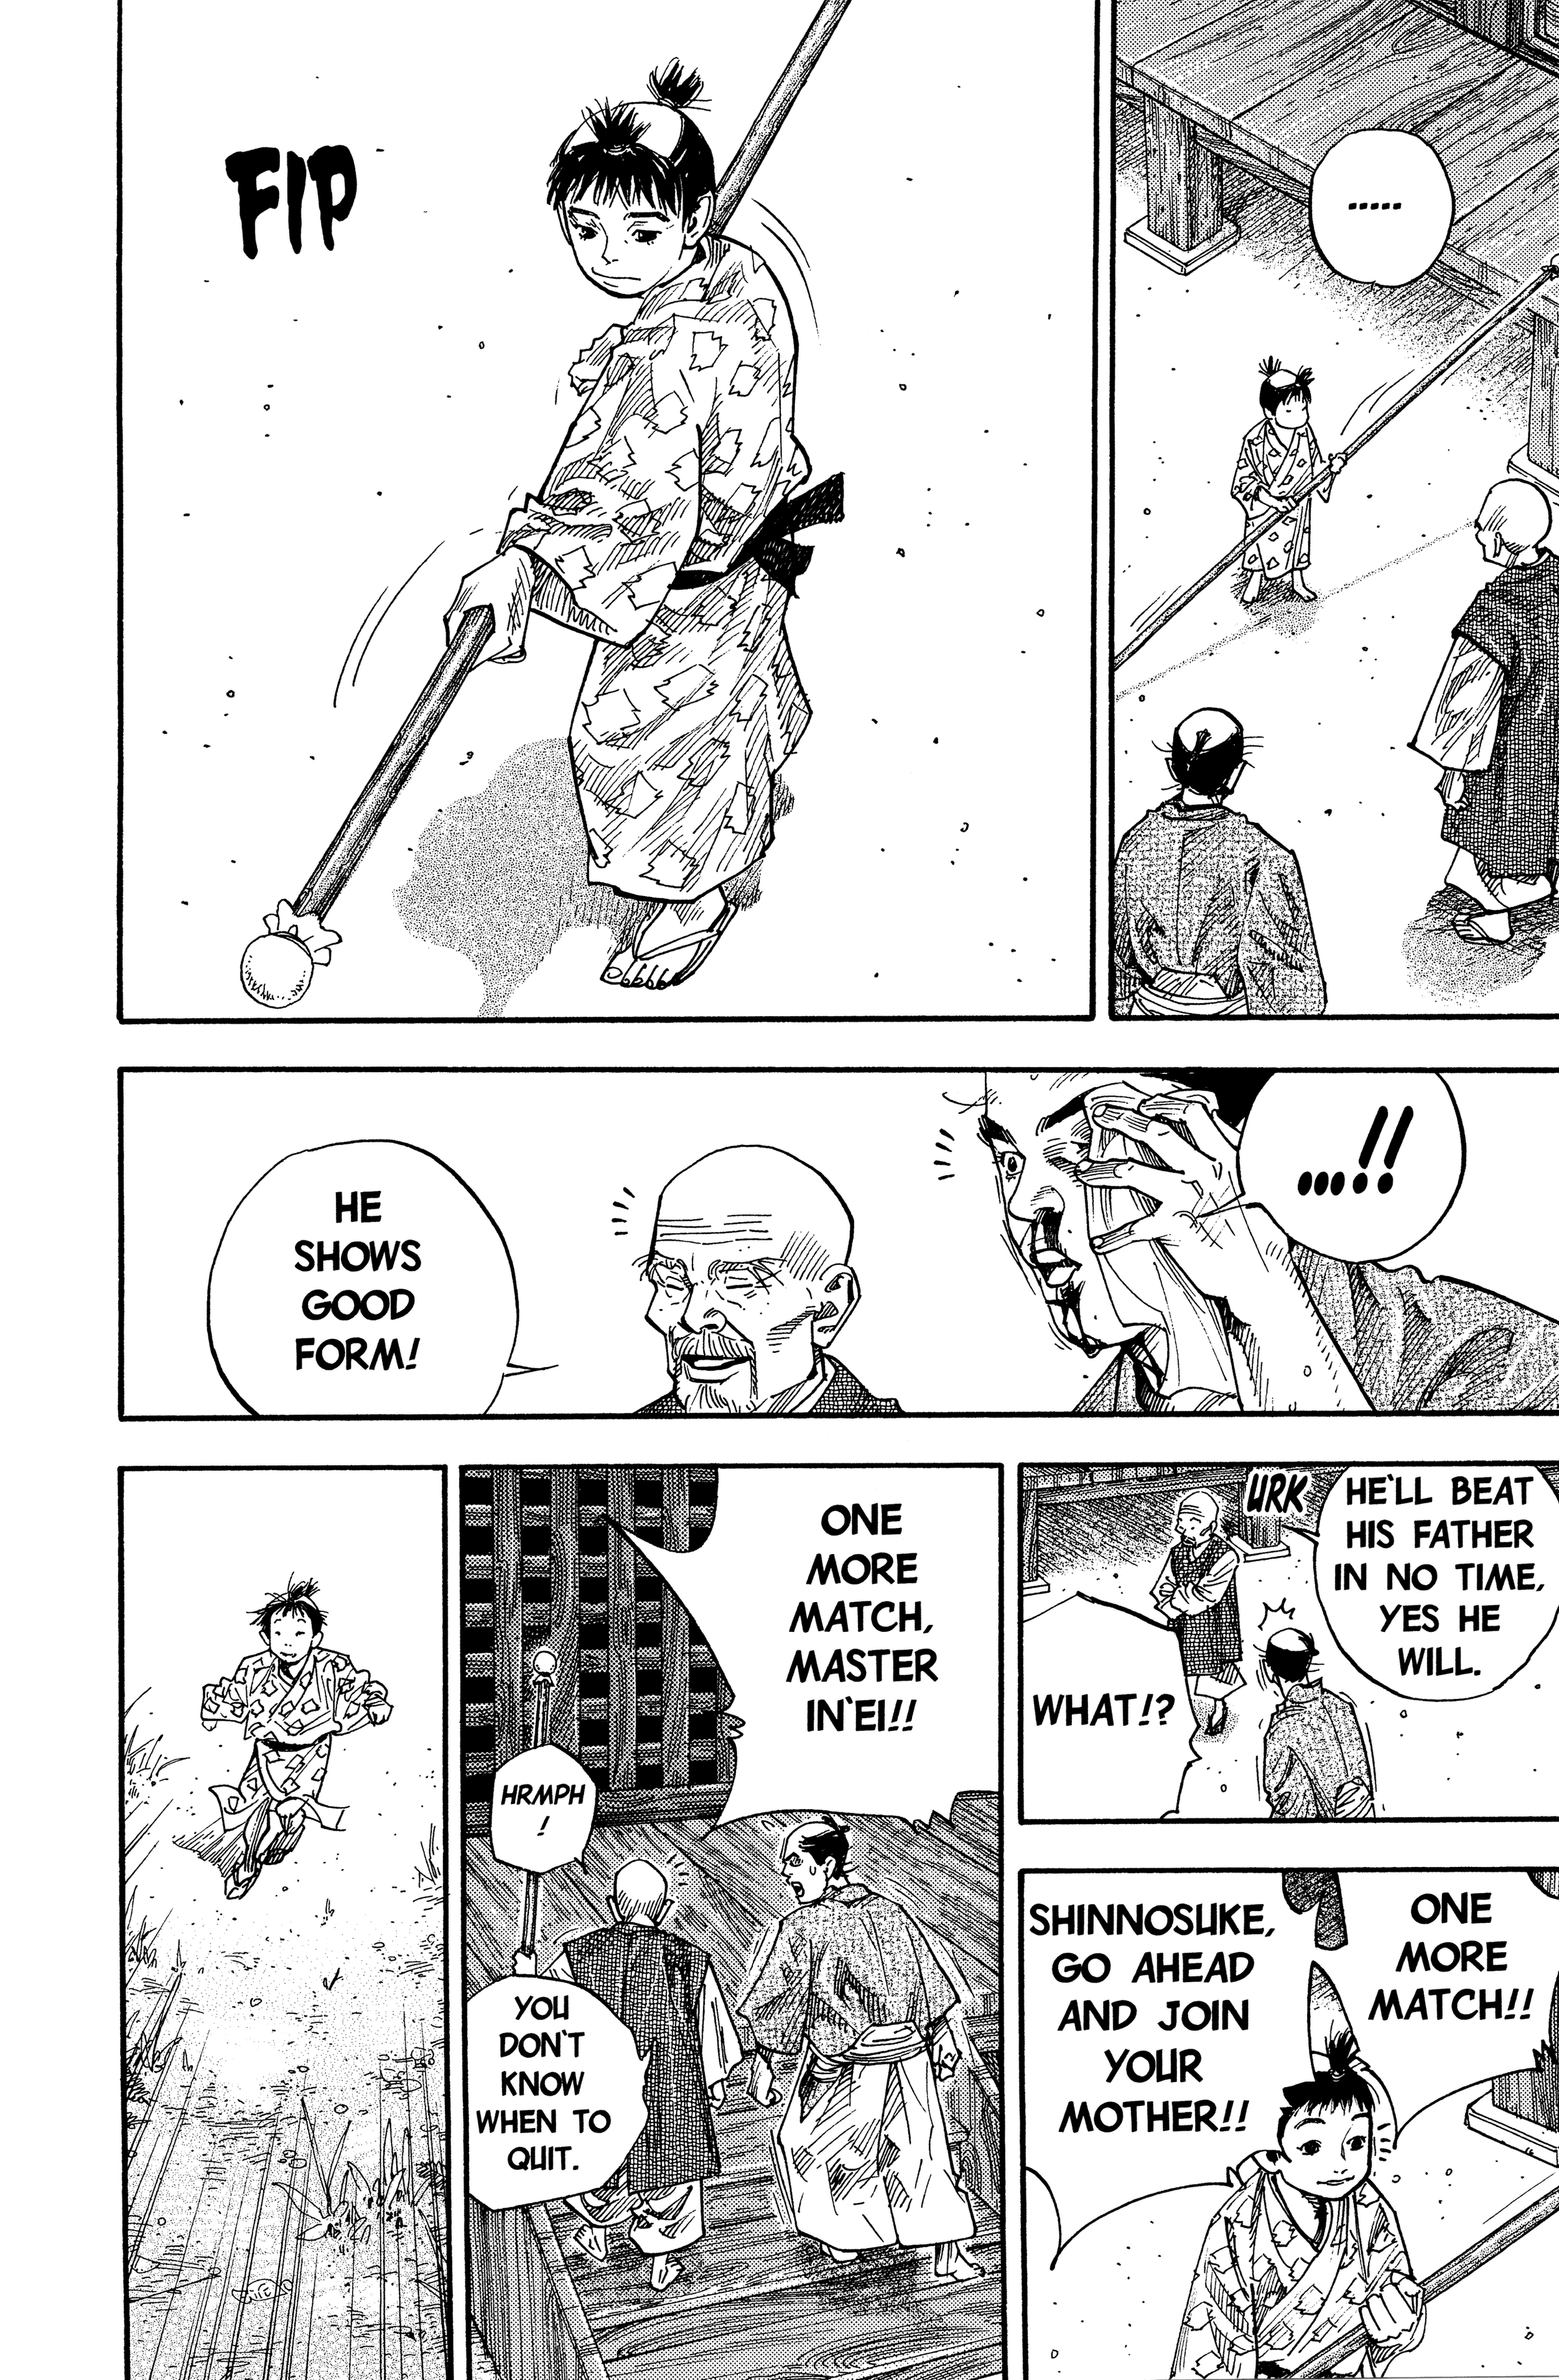 .....
FIP
...!!
HE
SHOWS
GOOD
FORM!
HE'LL BEAT
HIS FATHER
IN NO TIME,
YES HE
WILL.
URK
WHAT!?
ONE
MORE
MATCH!!
SHINNOSUKE,
GO AHEAD
AND JOIN
YOUR
MOTHER!!
ONE
MORE
MATCH,
MASTER
IN'EI!!
HRMPH
!
YOU
DON'T
KNOW
WHEN TO
QUIT.